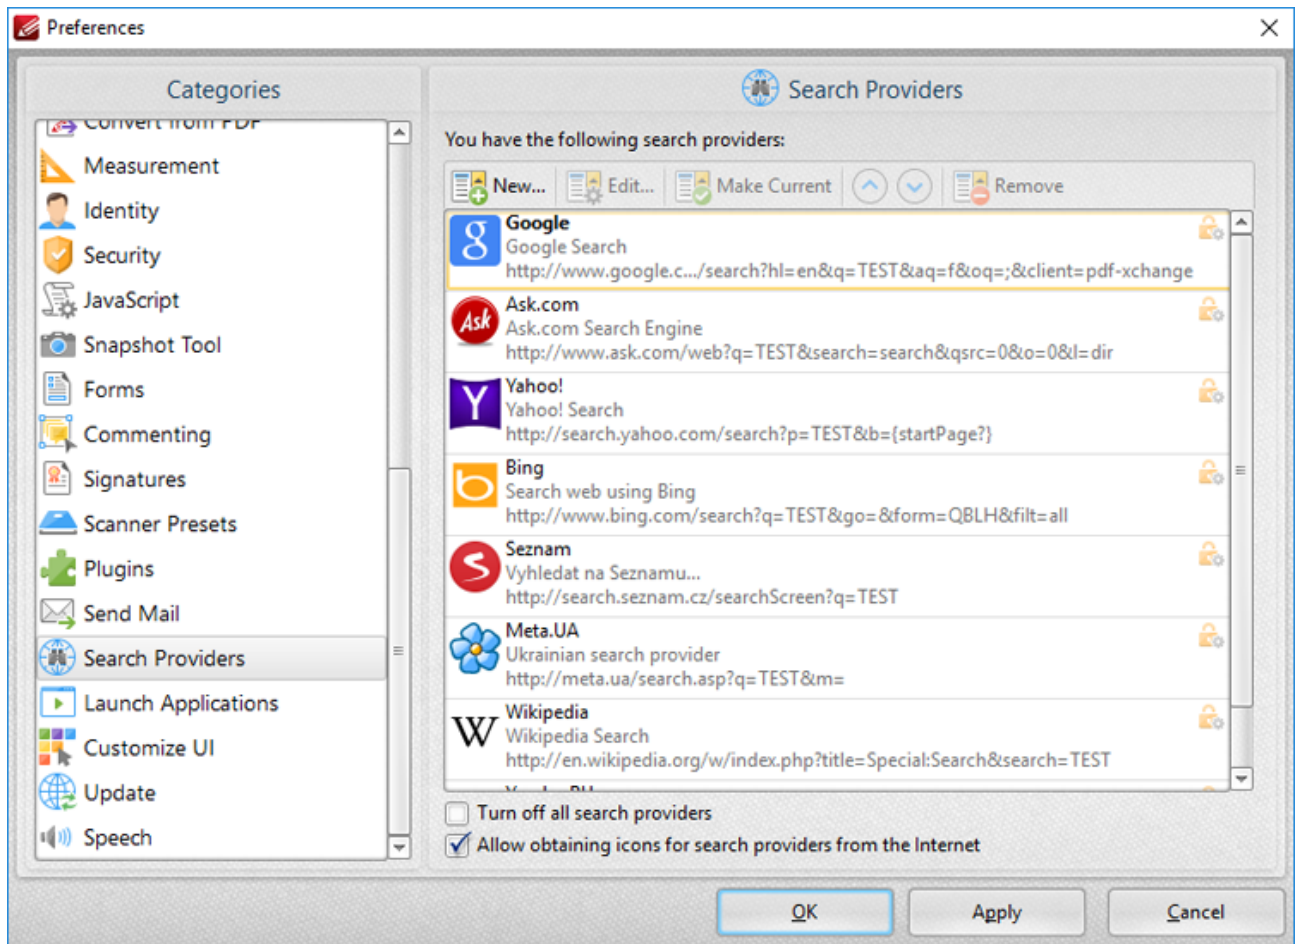 Preferences
Categories
Convert from PDF
Measurement
Identity
Security
JavaScript
Snapshot Tool
Forms
Commenting
Signatures
Scanner Presets
Plugins
Send Mail
Search Providers
Launch Applications
Customize UI
Update
Speech
Search Providers
You have the following search providers:
New... Edit... Make Current Remove
g
Google
Google Search
http://www.google.c.../search?hl=en&q=TEST&aq=f&oq=;&client=pdf-xchange
Ask
Ask.com
Ask.com Search Engine
http://www.ask.com/web?q=TEST&search=search&qsrc=0&o=0&l=dir
Y
Yahoo!
Yahoo! Search
http://search.yahoo.com/search?p=TEST&b={startPage?}
b
Bing
Search web using Bing
http://www.bing.com/search?q=TEST&go=&form=QBLH&filt=all
S
Seznam
Vyhledat na Seznamu...
http://search.seznam.cz/searchScreen?q=TEST
Meta.UA
Ukrainian search provider
http://meta.ua/search.asp?q=TEST&m=
W
Wikipedia
Wikipedia Search
http://en.wikipedia.org/w/index.php?title=Special:Search&search=TEST
Turn off all search providers
Allow obtaining icons for search providers from the Internet
OK Apply Cancel